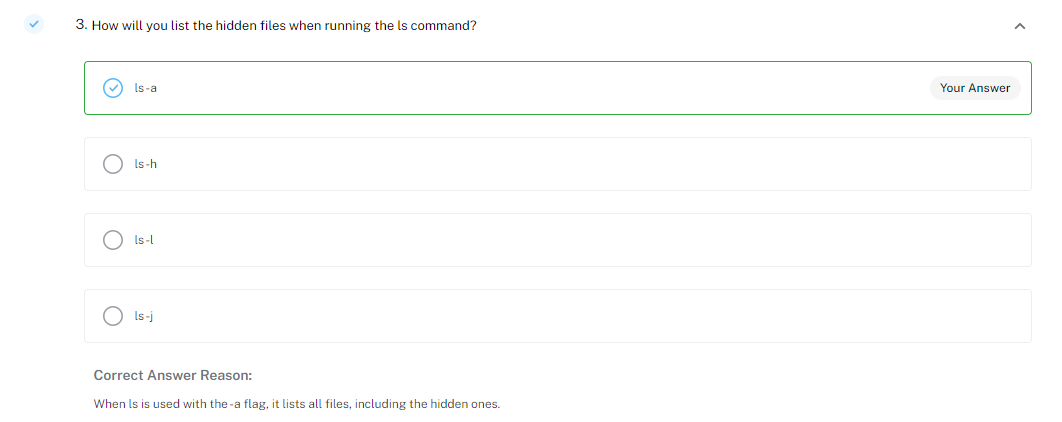 3. How will you list the hidden files when running the ls command?
ls -a
Your Answer
ls -h
ls -l
ls -j
Correct Answer Reason:
When ls is used with the -a flag, it lists all files, including the hidden ones.